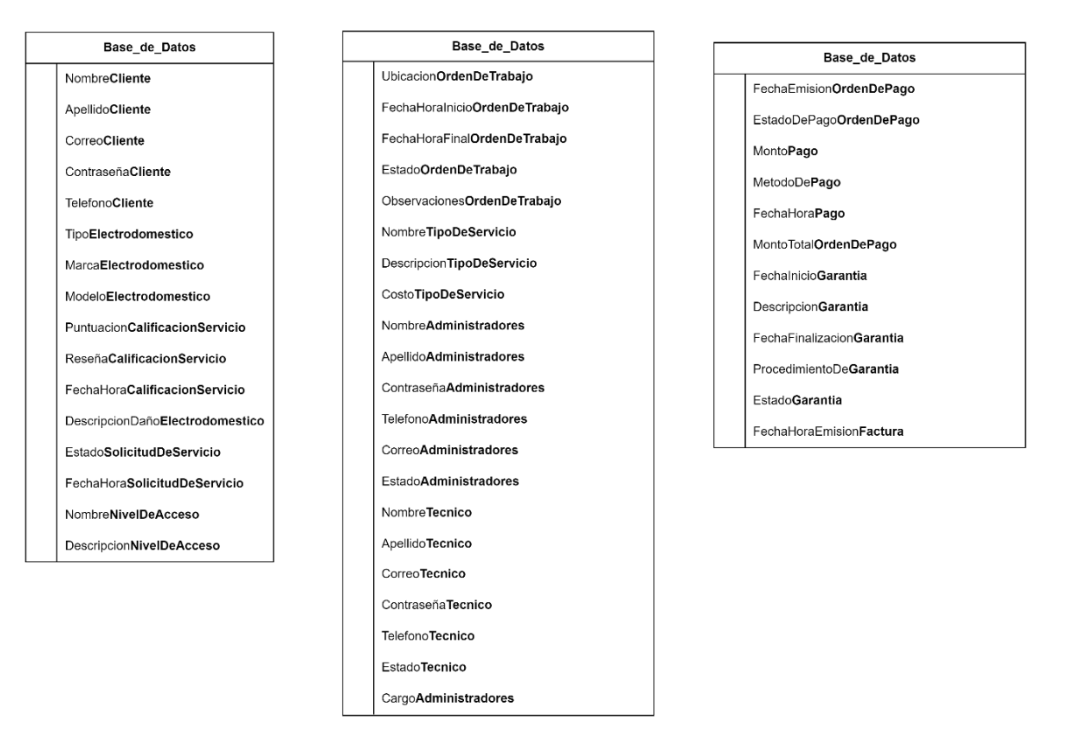 Base_de_Datos
NombreCliente
ApellidoCliente
CorreoCliente
ContraseñaCliente
TelefonoCliente
TipoElectrodomestico
MarcaElectrodomestico
ModeloElectrodomestico
PuntuacionCalificacionServicio
ReseñaCalificacionServicio
FechaHoraCalificacionServicio
DescripcionDañoElectrodomestico
EstadoSolicitudDeServicio
FechaHoraSolicitudDeServicio
NombreNivelDeAcceso
DescripcionNivelDeAcceso
Base_de_Datos
UbicacionOrdenDeTrabajo
FechaHoraInicioOrdenDeTrabajo
FechaHoraFinalOrdenDeTrabajo
EstadoOrdenDeTrabajo
ObservacionesOrdenDeTrabajo
NombreTipoDeServicio
DescripcionTipoDeServicio
CostoTipoDeServicio
NombreAdministradores
ApellidoAdministradores
ContraseñaAdministradores
TelefonoAdministradores
CorreoAdministradores
EstadoAdministradores
NombreTecnico
ApellidoTecnico
CorreoTecnico
ContraseñaTecnico
TelefonoTecnico
EstadoTecnico
CargoAdministradores
Base_de_Datos
FechaEmisionOrdenDePago
EstadoDePagoOrdenDePago
MontoPago
MetodoDePago
FechaHoraPago
MontoTotalOrdenDePago
FechaInicioGarantia
DescripcionGarantia
FechaFinalizacionGarantia
ProcedimientoDeGarantia
EstadoGarantia
FechaHoraEmisionFactura